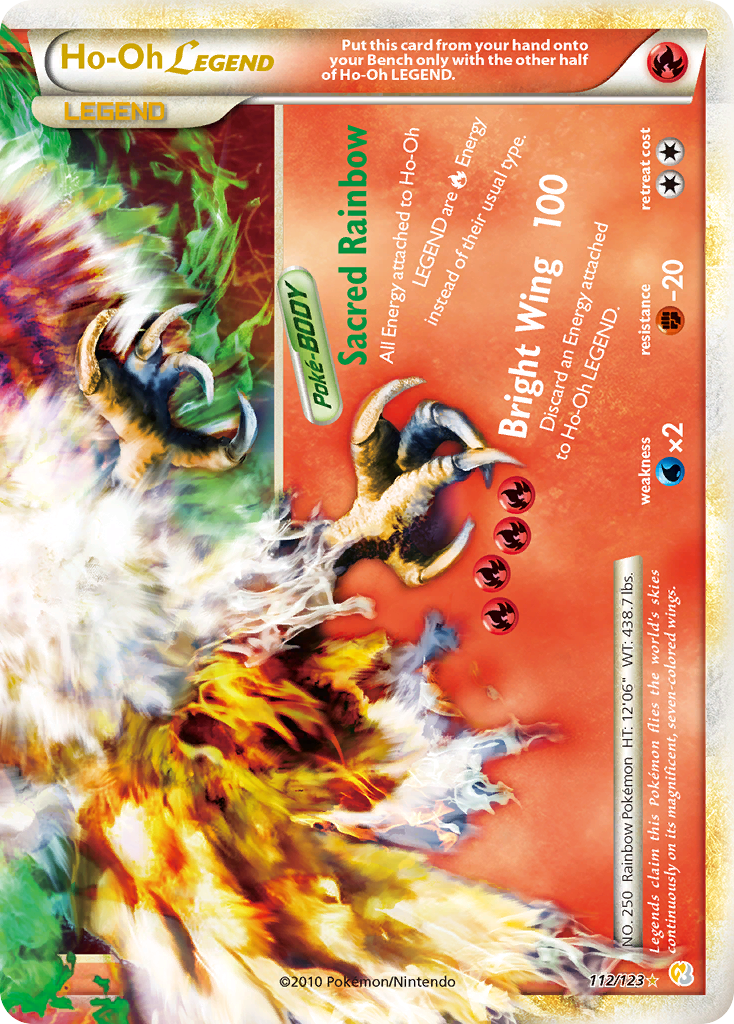 Ho-Oh LEGEND
Put this card from your hand onto
your Bench only with the other half
of Ho-Oh LEGEND.
LEGEND
Poké-BODY
Sacred Rainbow
All Energy attached to Ho-Oh
LEGEND are Energy
instead of their usual type.
Bright Wing 100
Discard an Energy attached
to Ho-Oh LEGEND.
weakness
×2
resistance
-20
retreat cost
NO. 250 Rainbow Pokémon HT: 12'06" WT: 438.7 lbs.
Legends claim this Pokémon flies the world's skies
continuously on its magnificent, seven-colored wings.
©2010 Pokémon/Nintendo
112/123